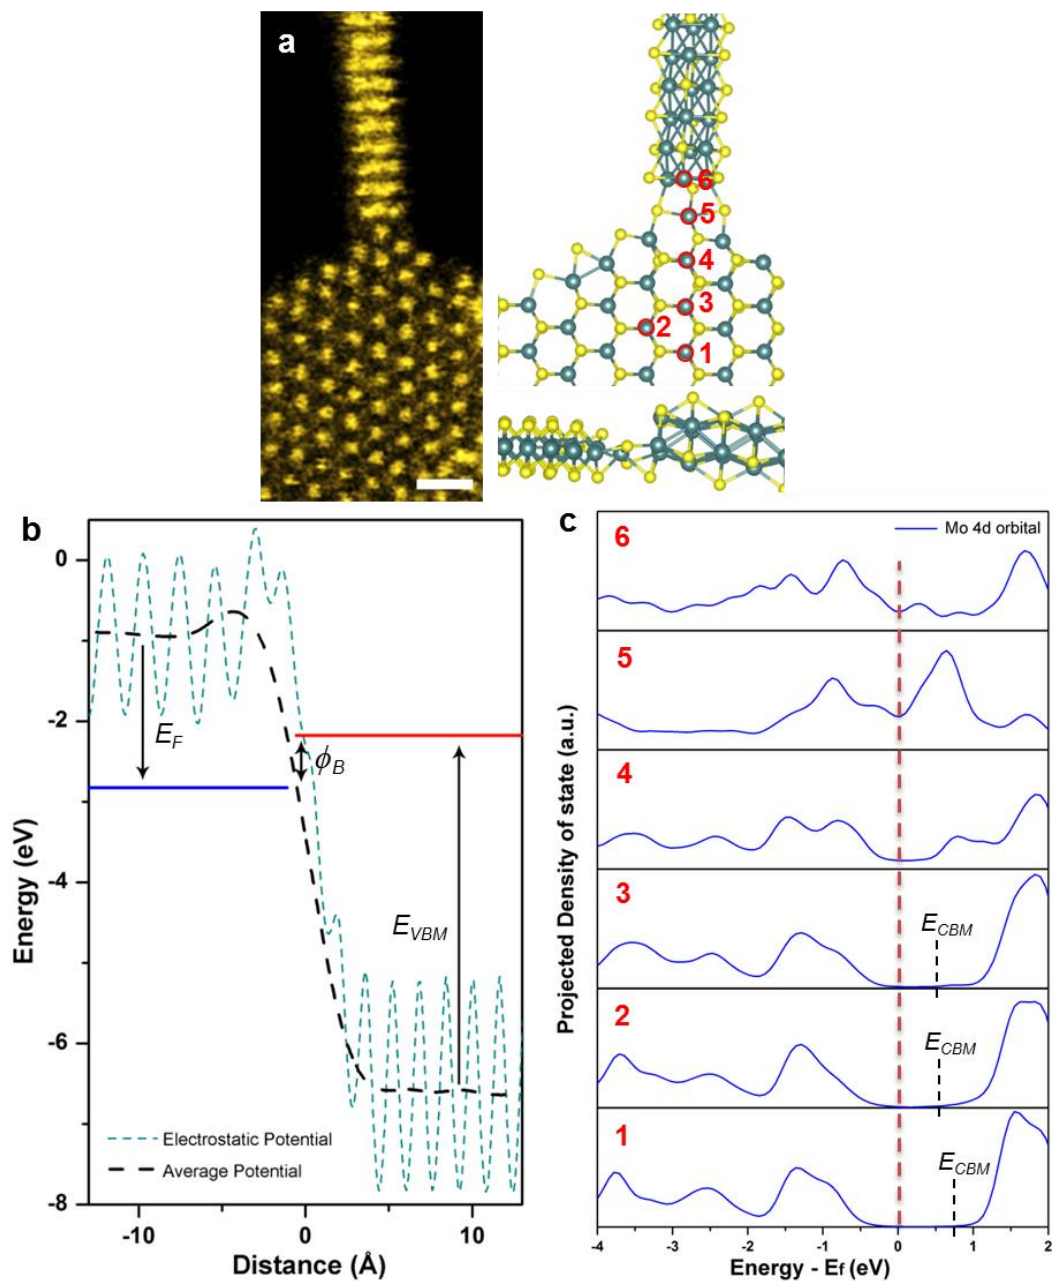 a
6
5
4
3
2
1
b
0
-2
-4
-6
-8
Energy (eV)
E_F
ϕ_B
E_VBM
Electrostatic Potential
Average Potential
-10
0
10
Distance (Å)
c
Mo 4d orbital
6
5
4
3
E_CBM
2
E_CBM
1
E_CBM
Projected Density of state (a.u.)
-4
-3
-2
-1
0
1
2
Energy - Ef (eV)